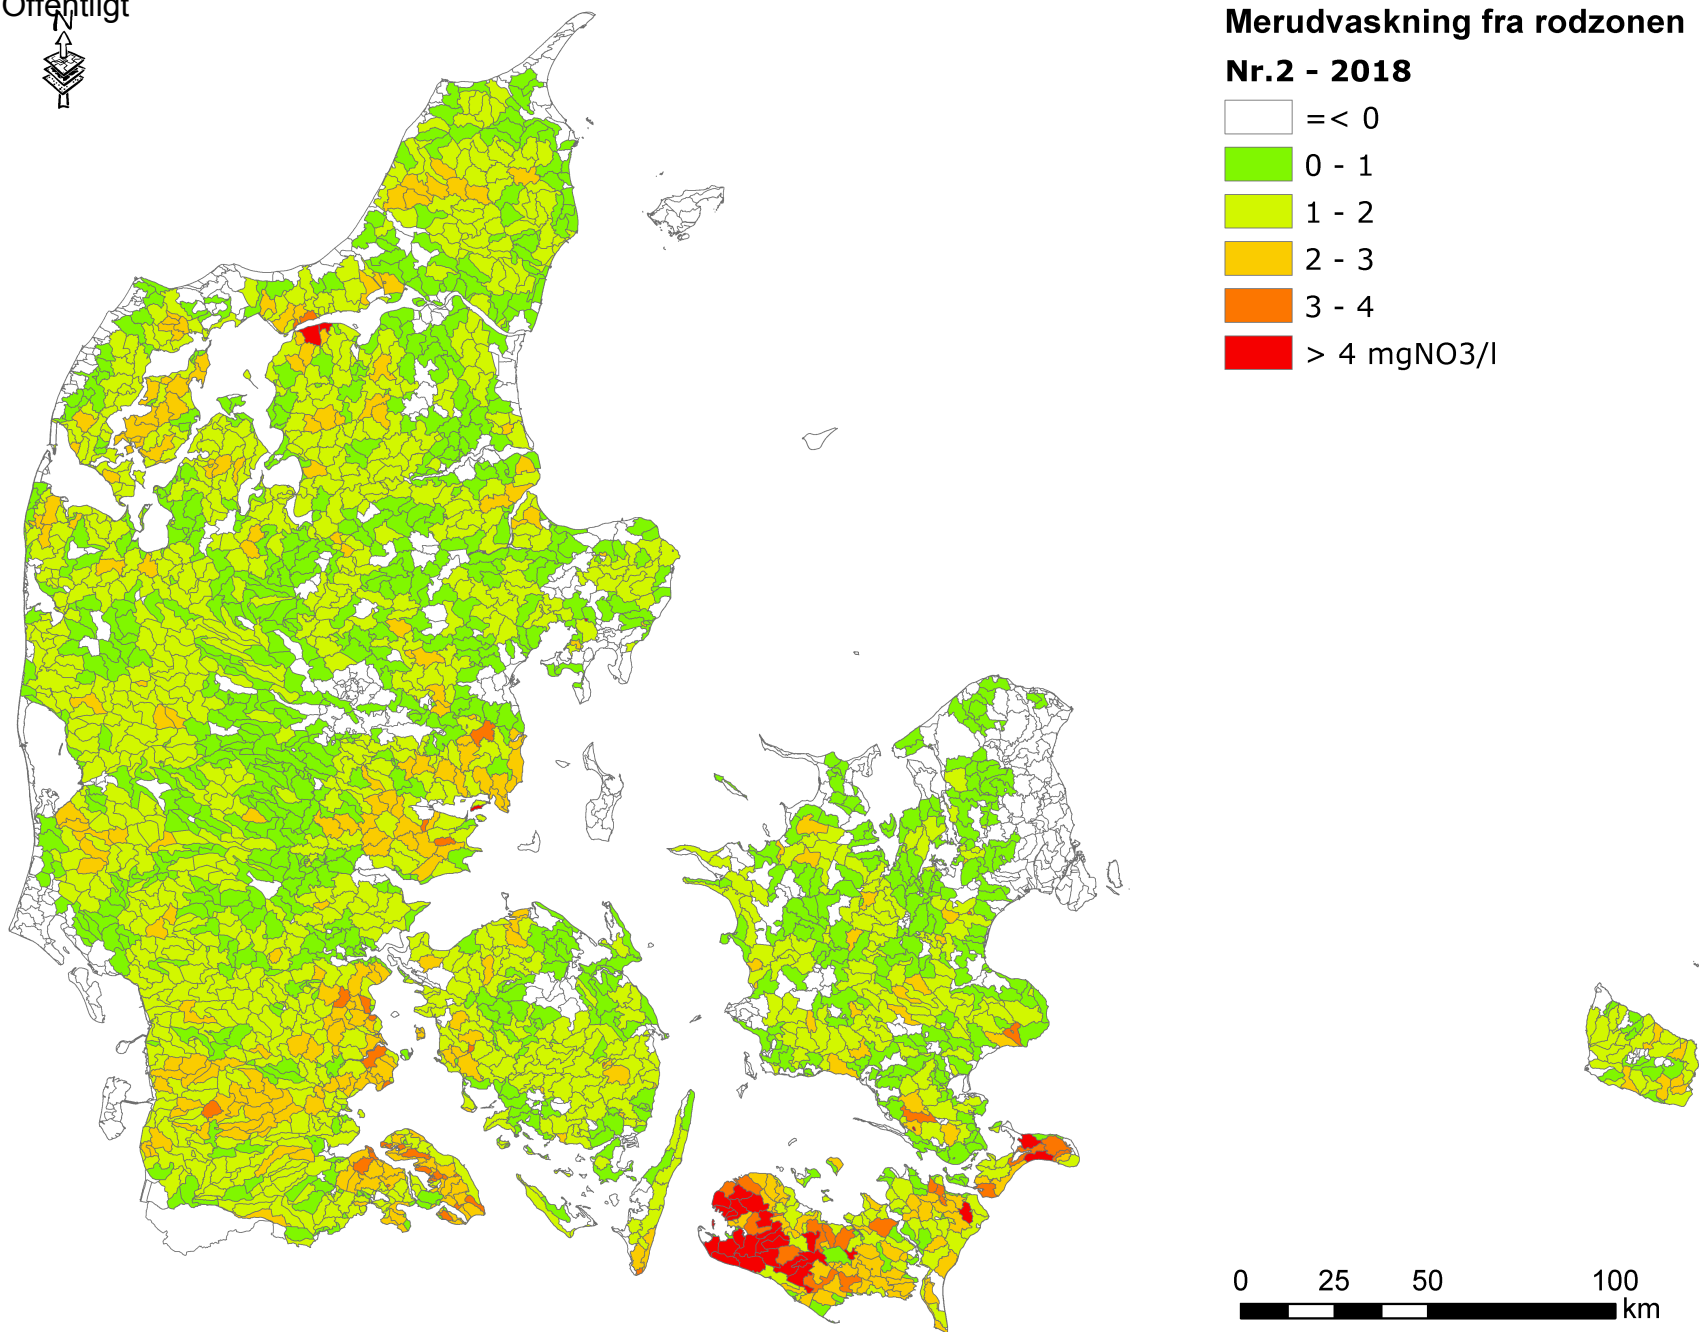 Offentligt
N
Merudvaskning fra rodzonen
Nr.2 - 2018
=< 0
0 - 1
1 - 2
2 - 3
3 - 4
> 4 mgNO3/l
0 25 50 100
km